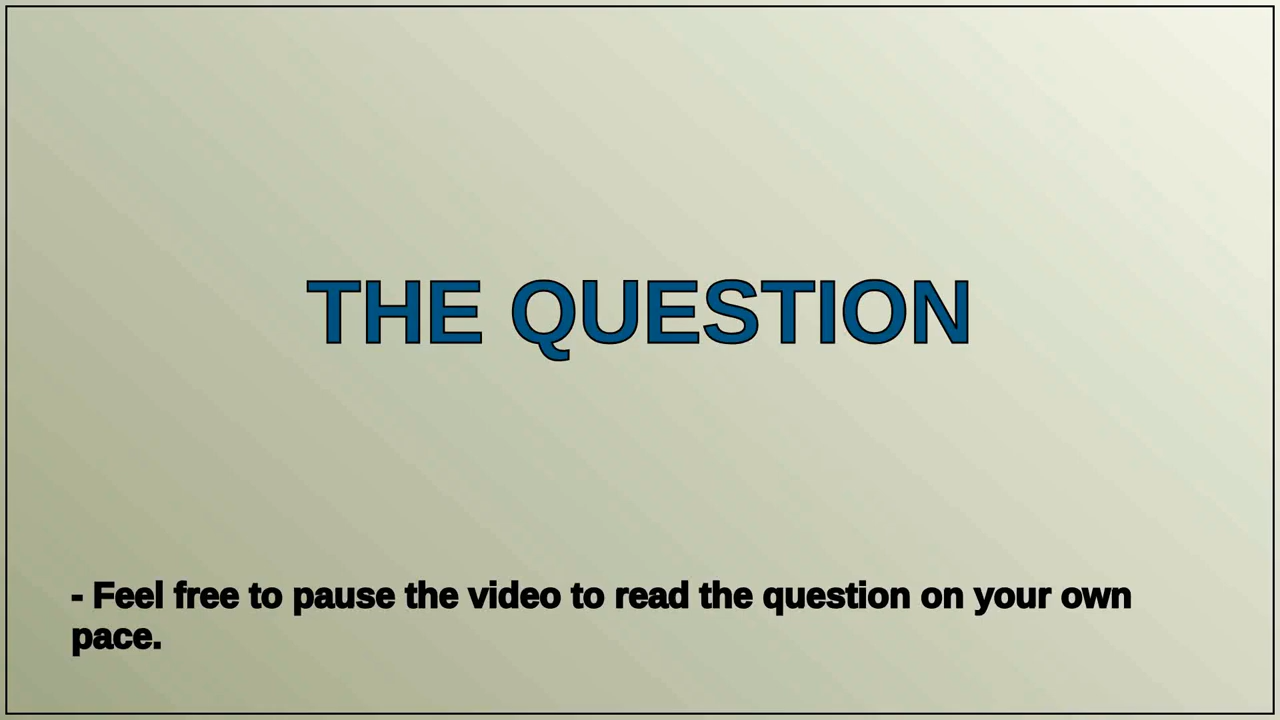 THE QUESTION
- Feel free to pause the video to read the question on your own
pace.